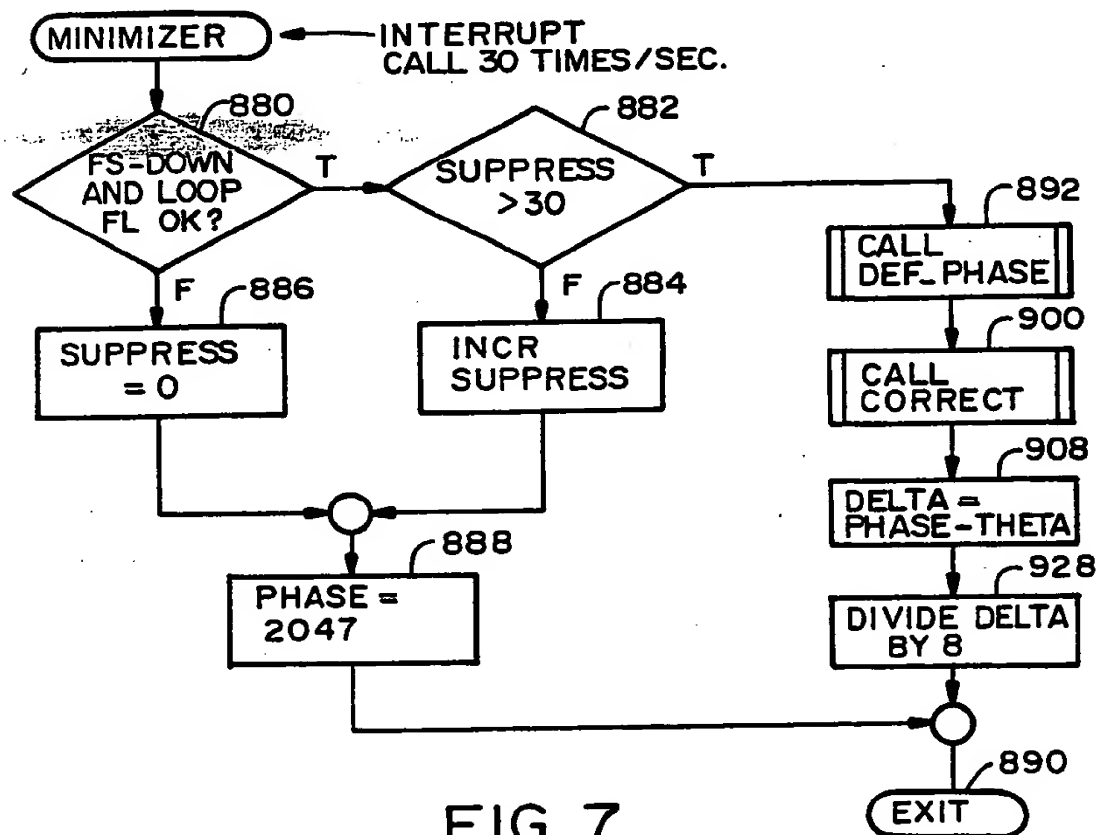 MINIMIZER
INTERRUPT
CALL 30 TIMES/SEC.
880
FS-DOWN
AND LOOP
FL OK?
T
F
882
SUPPRESS
>30
T
F
892
CALL
DEF_PHASE
886
SUPPRESS
= 0
884
INCR
SUPPRESS
900
CALL
CORRECT
908
DELTA =
PHASE-THETA
888
PHASE =
2047
928
DIVIDE DELTA
BY 8
890
EXIT
FIG 7